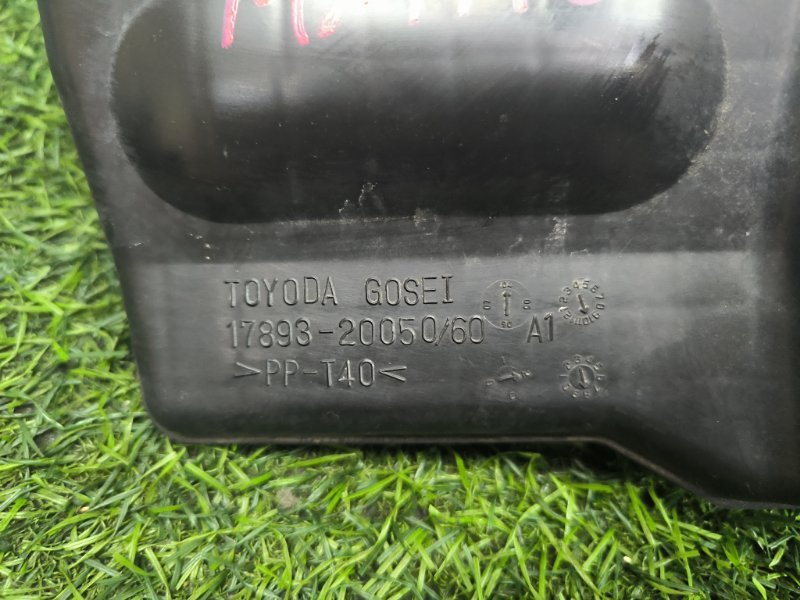 TOYODA GOSEI
17893-20050/60 A1
>PP-T40<